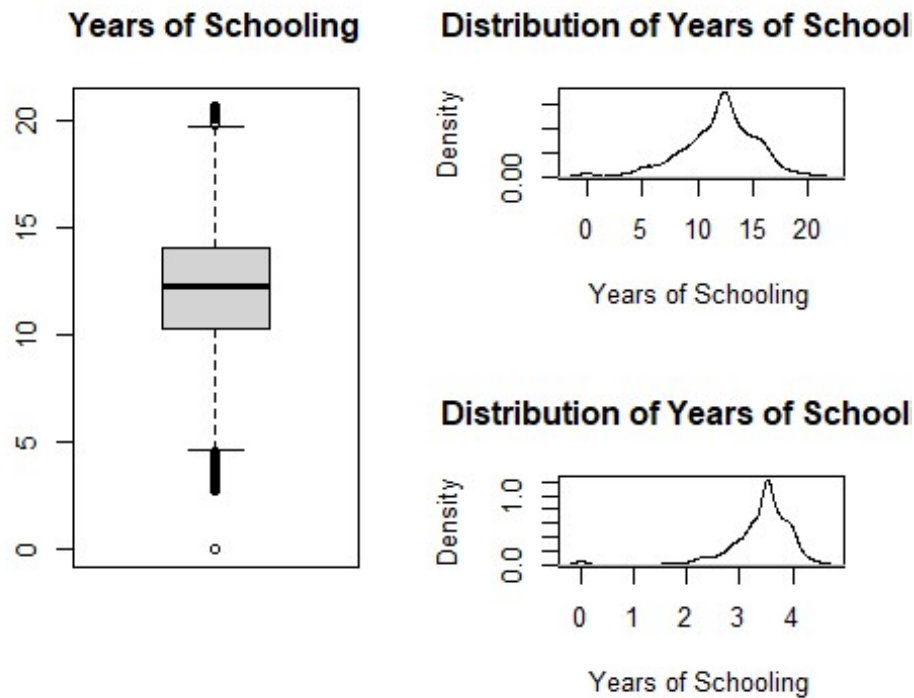 Years of Schooling
20
15
10
5
0
Distribution of Years of Schooli
Density
0.00
0 5 10 15 20
Years of Schooling
Distribution of Years of Schooli
Density
1.0
0.0
0 1 2 3 4
Years of Schooling